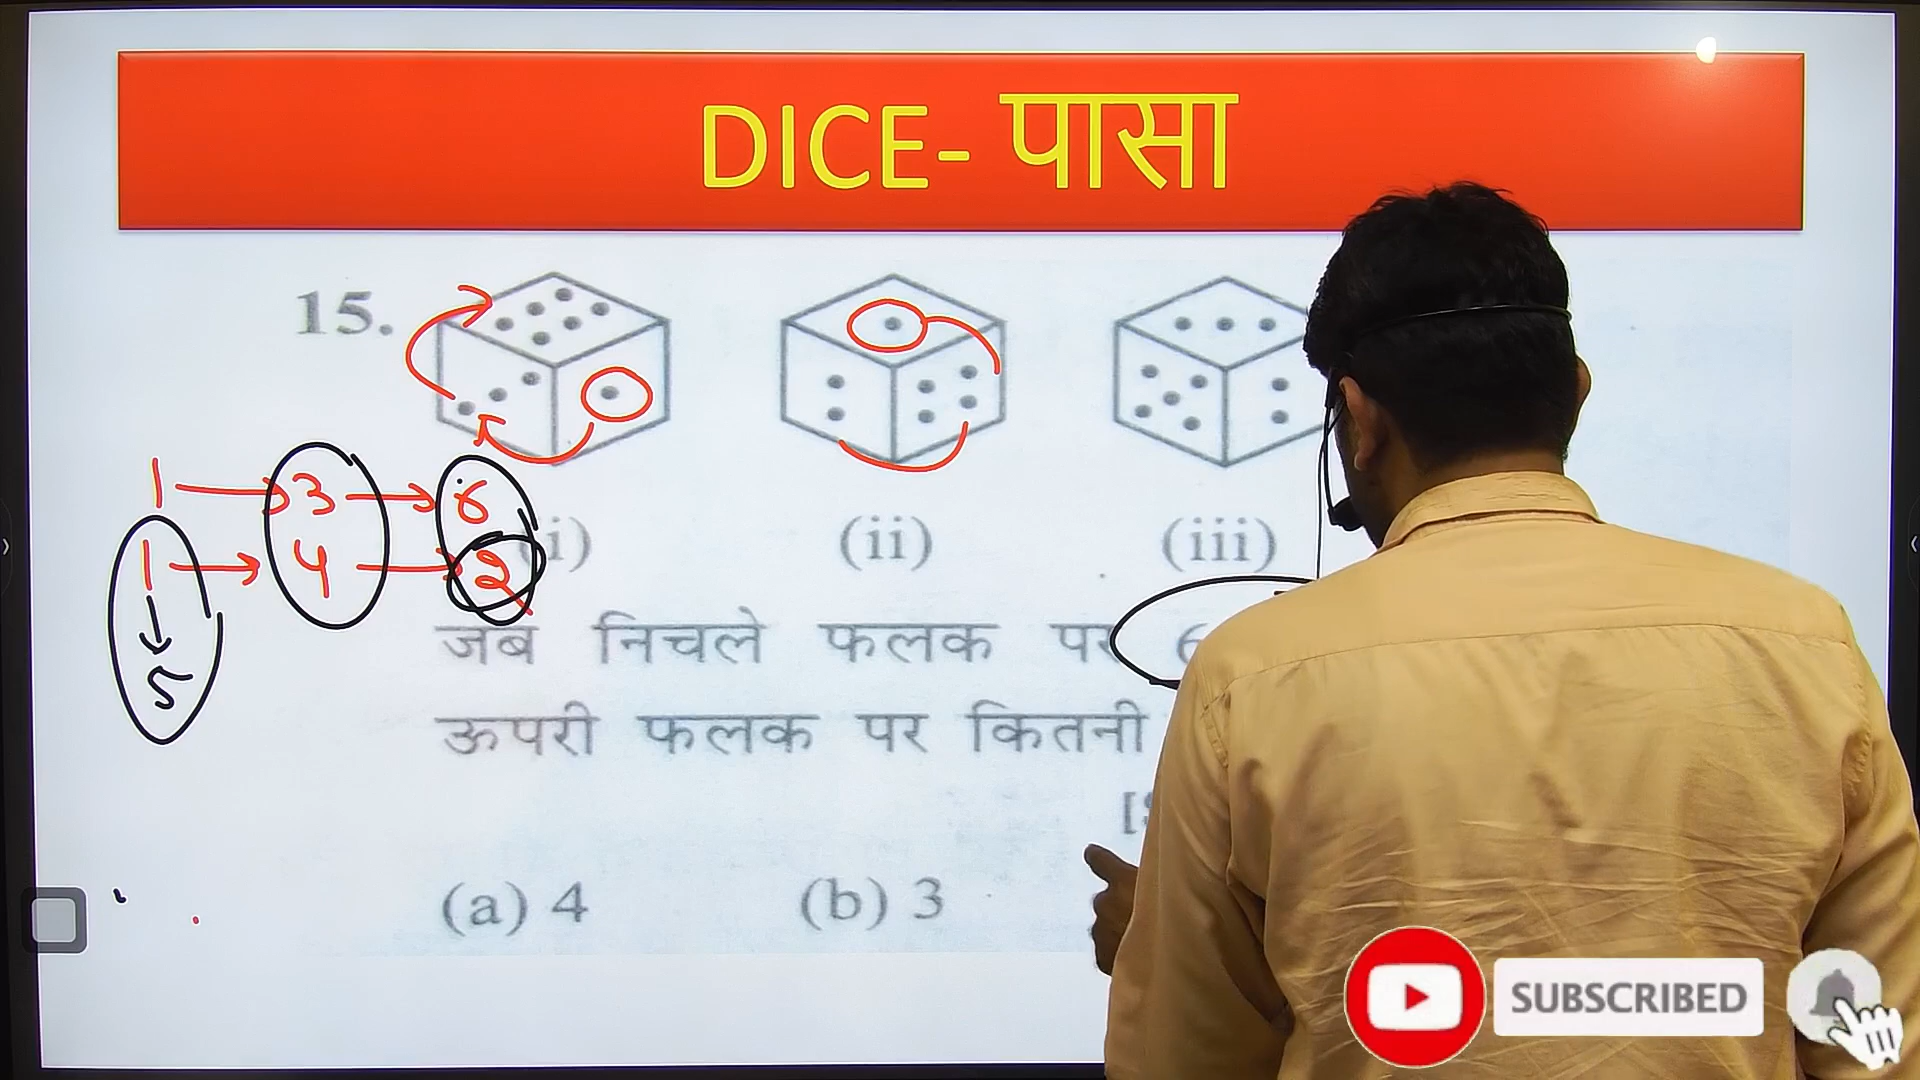 DICE- पासा
15.
1 → 3 → 6
1 → 4 → 2
↓
5
(i) (ii) (iii)
जब निचले फलक पर 6
ऊपरी फलक पर कितनी
(a) 4 (b) 3
SUBSCRIBED